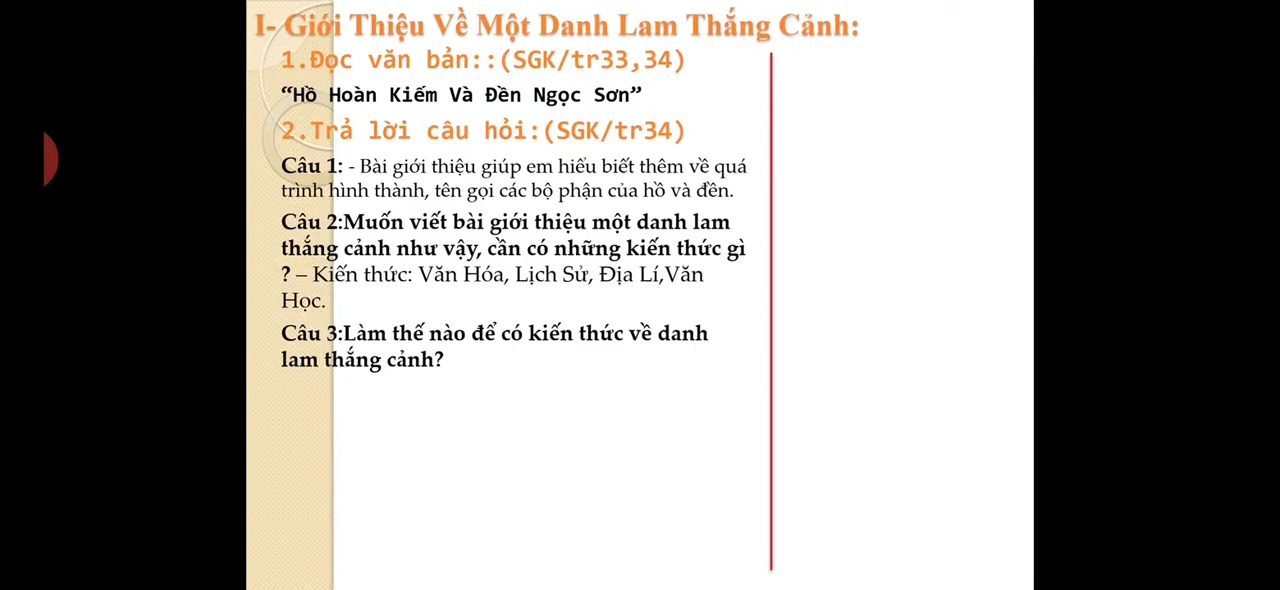 I- Giới Thiệu Về Một Danh Lam Thắng Cảnh:
1.Đọc văn bản::(SGK/tr33,34)
“Hồ Hoàn Kiếm Và Đền Ngọc Sơn”
2.Trả lời câu hỏi:(SGK/tr34)
Câu 1: - Bài giới thiệu giúp em hiểu biết thêm về quá
trình hình thành, tên gọi các bộ phận của hồ và đền.
Câu 2:Muốn viết bài giới thiệu một danh lam
thắng cảnh như vậy, cần có những kiến thức gì
? – Kiến thức: Văn Hóa, Lịch Sử, Địa Lí,Văn
Học.
Câu 3:Làm thế nào để có kiến thức về danh
lam thắng cảnh?